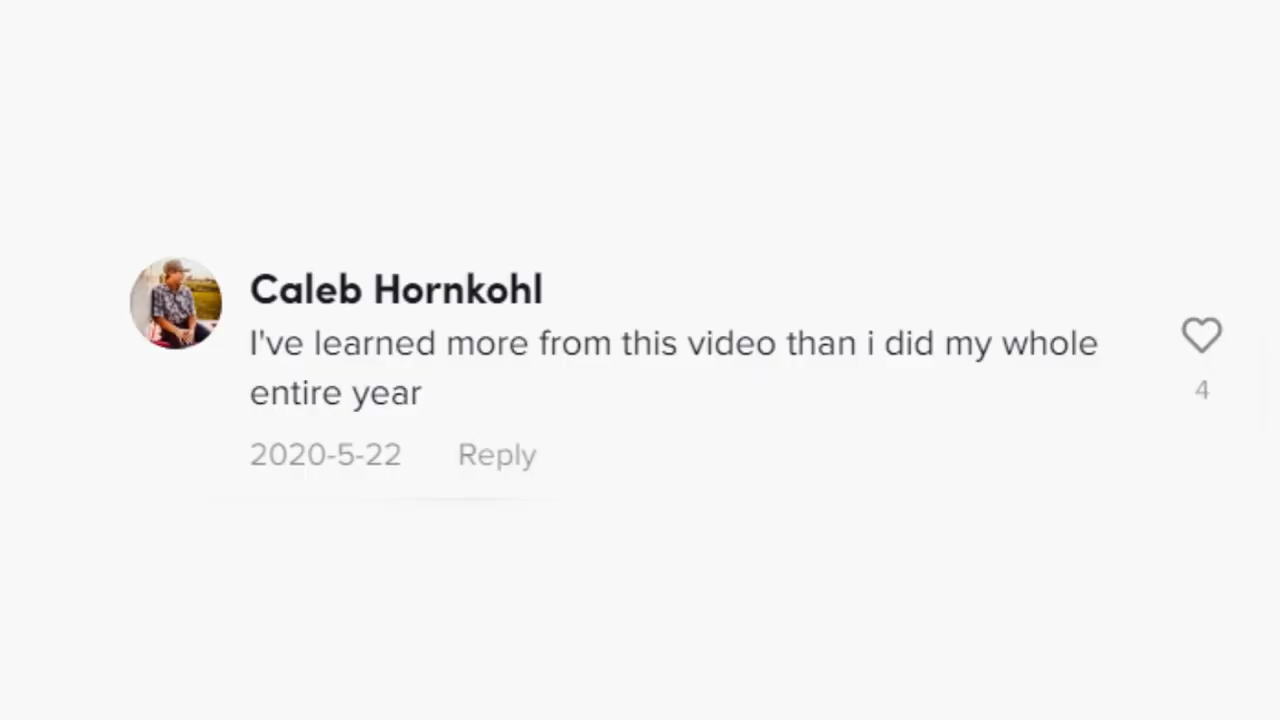 Caleb Hornkohl
I've learned more from this video than i did my whole
entire year
4
2020-5-22 Reply